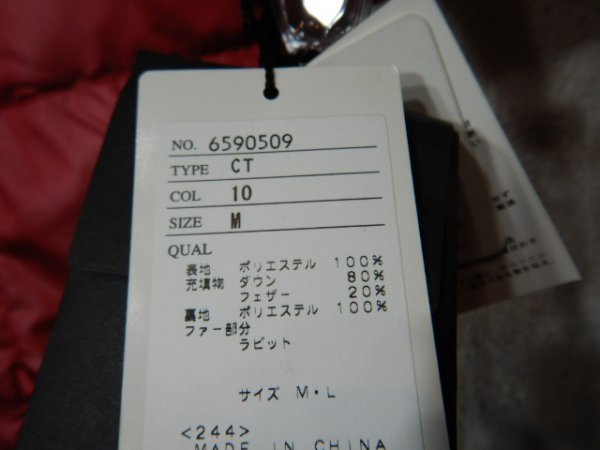 NO. 6590509
TYPE CT
COL 10
SIZE M
QUAL
表地 ポリエステル 100%
充填物 ダウン 80%
フェザー 20%
裏地 ポリエステル 100%
ファー部分
ラビット
サイズ M・L
<244>
MADE IN CHINA